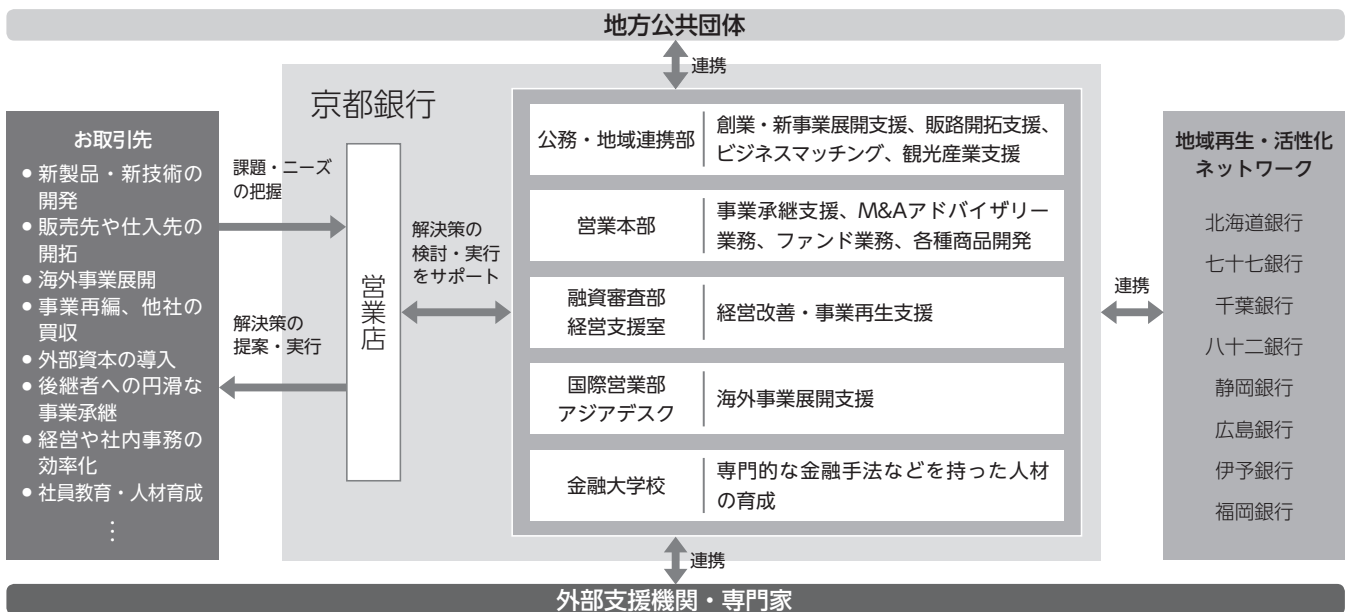 地方公共団体
連携
京都銀行
お取引先
● 新製品・新技術の
開発
● 販売先や仕入先の
開拓
● 海外事業展開
● 事業再編、他社の
買収
● 外部資本の導入
● 後継者への円滑な
事業承継
● 経営や社内事務の
効率化
● 社員教育・人材育成
⋮
課題・ニーズ
の把握
解決策の
提案・実行
営業店
解決策の
検討・実行
をサポート
公務・地域連携部
創業・新事業展開支援、販路開拓支援、
ビジネスマッチング、観光産業支援
営業本部
事業承継支援、M&Aアドバイザリー
業務、ファンド業務、各種商品開発
融資審査部
経営支援室
経営改善・事業再生支援
国際営業部
アジアデスク
海外事業展開支援
金融大学校
専門的な金融手法などを持った人材
の育成
連携
地域再生・活性化
ネットワーク
北海道銀行
七十七銀行
千葉銀行
八十二銀行
静岡銀行
広島銀行
伊予銀行
福岡銀行
連携
外部支援機関・専門家